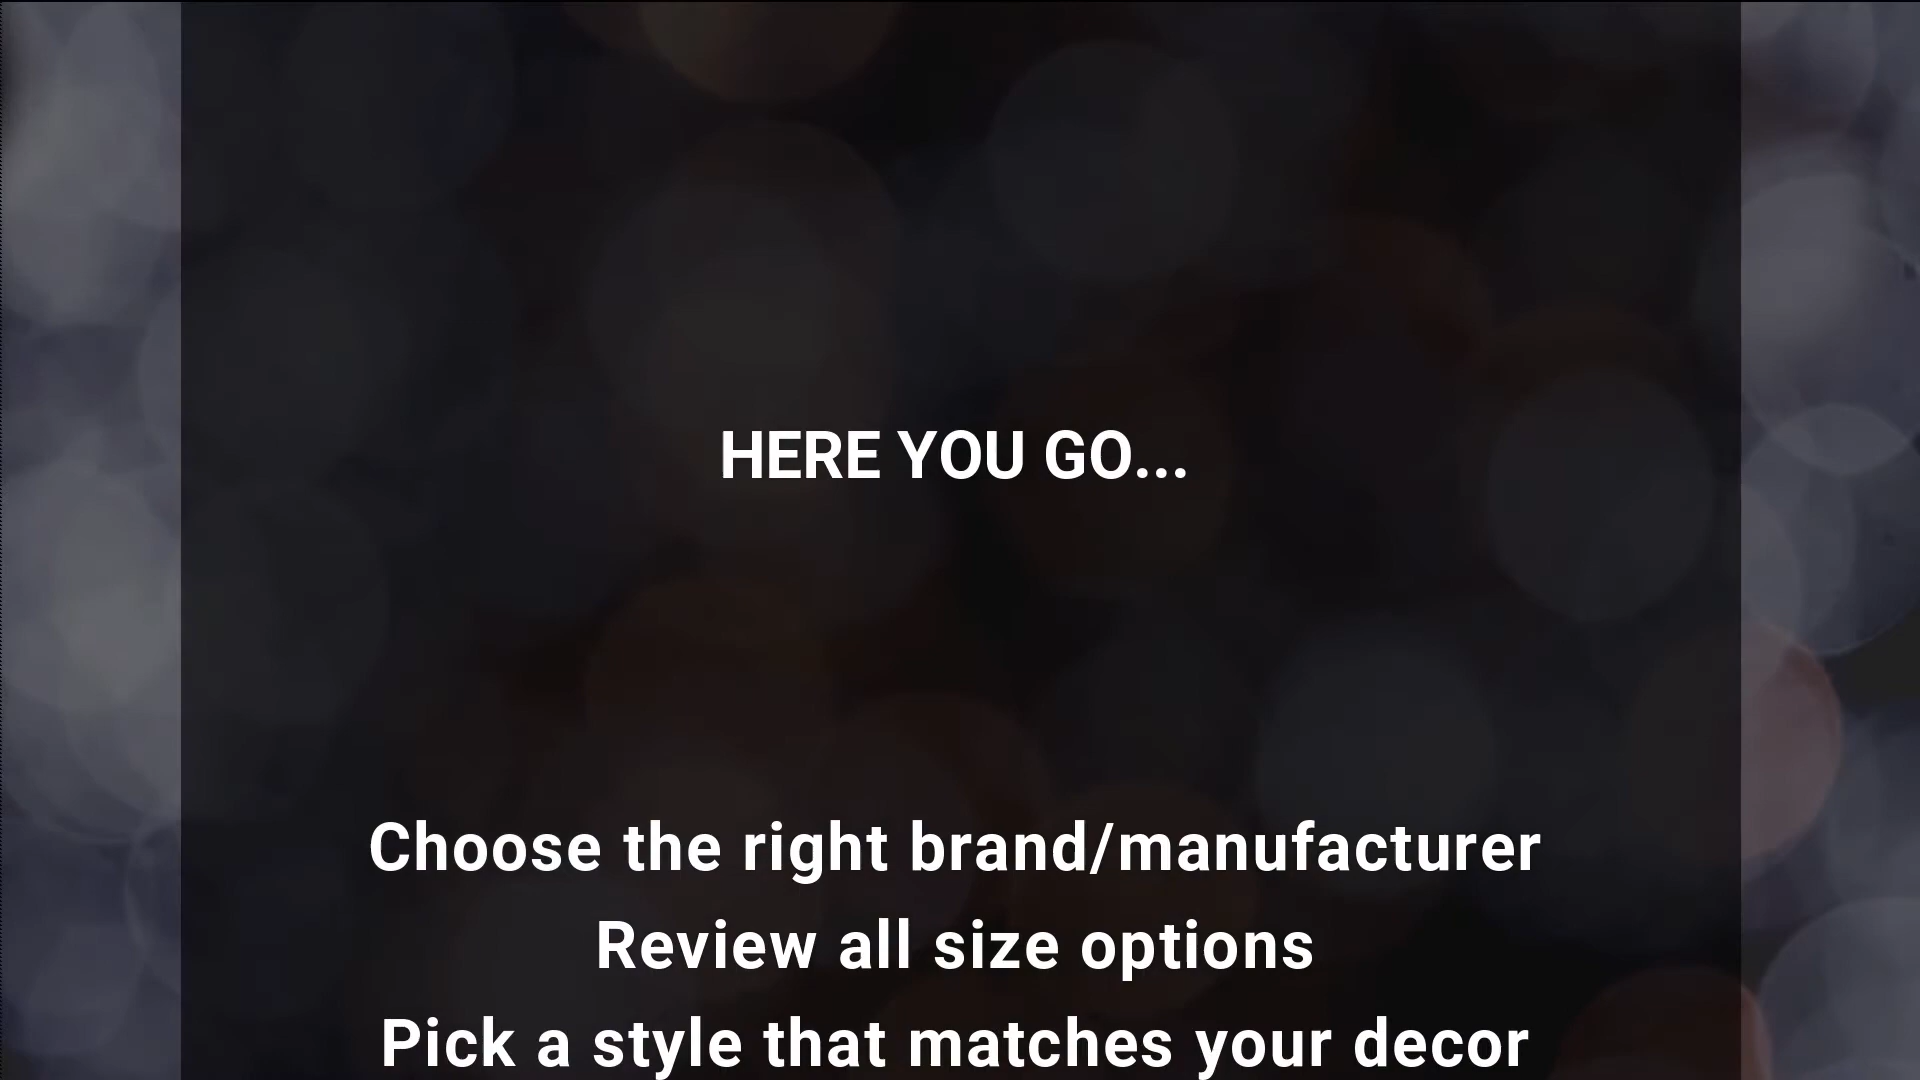 HERE YOU GO...
Choose the right brand/manufacturer
Review all size options
Pick a style that matches your decor